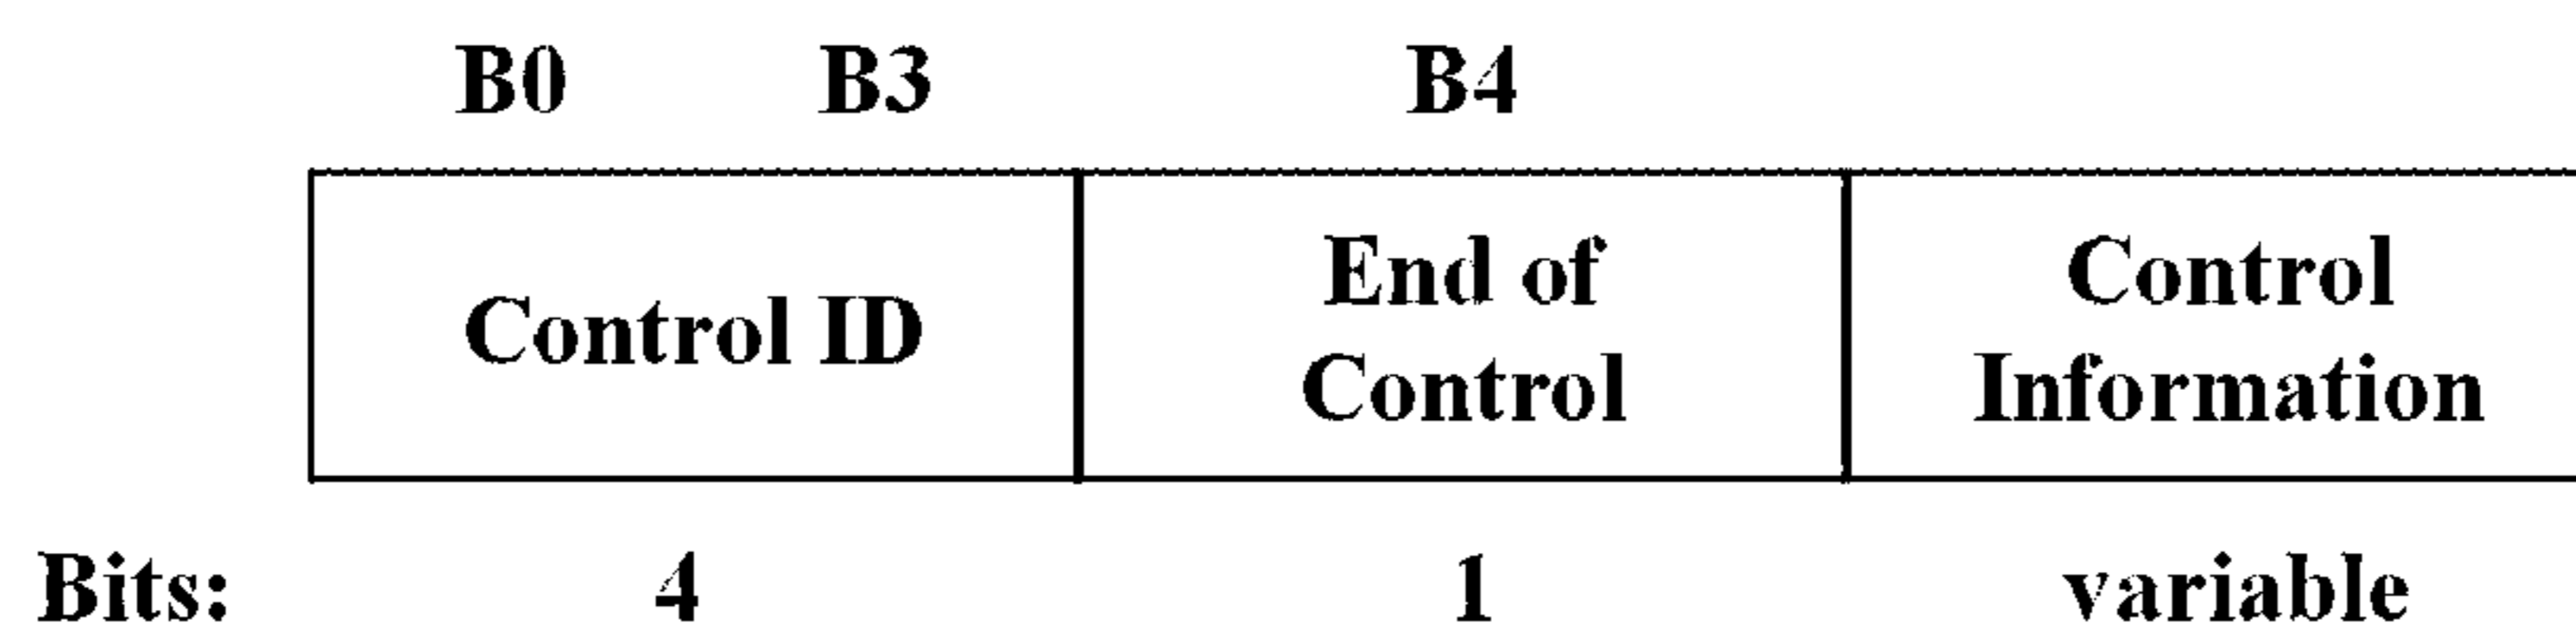 B0 B3 B4
Control ID
End of
Control
Control
Information
Bits: 4 1 variable